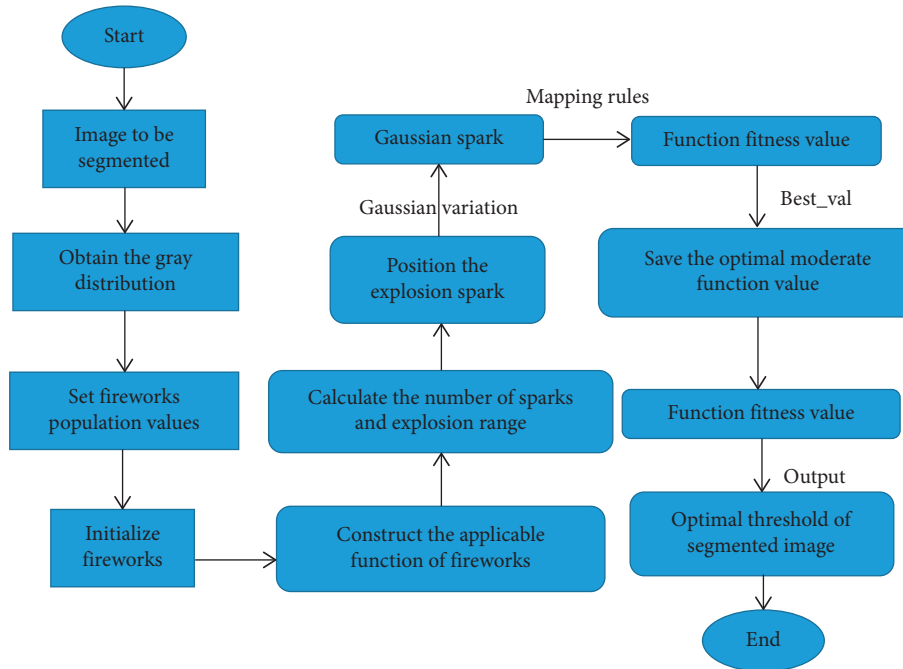 Start
Image to be
segmented
Obtain the gray
distribution
Set fireworks
population values
Initialize
fireworks
Construct the applicable
function of fireworks
Calculate the number of sparks
and explosion range
Position the
explosion spark
Gaussian variation
Gaussian spark
Mapping rules
Function fitness value
Best_val
Save the optimal moderate
function value
Function fitness value
Output
Optimal threshold of
segmented image
End